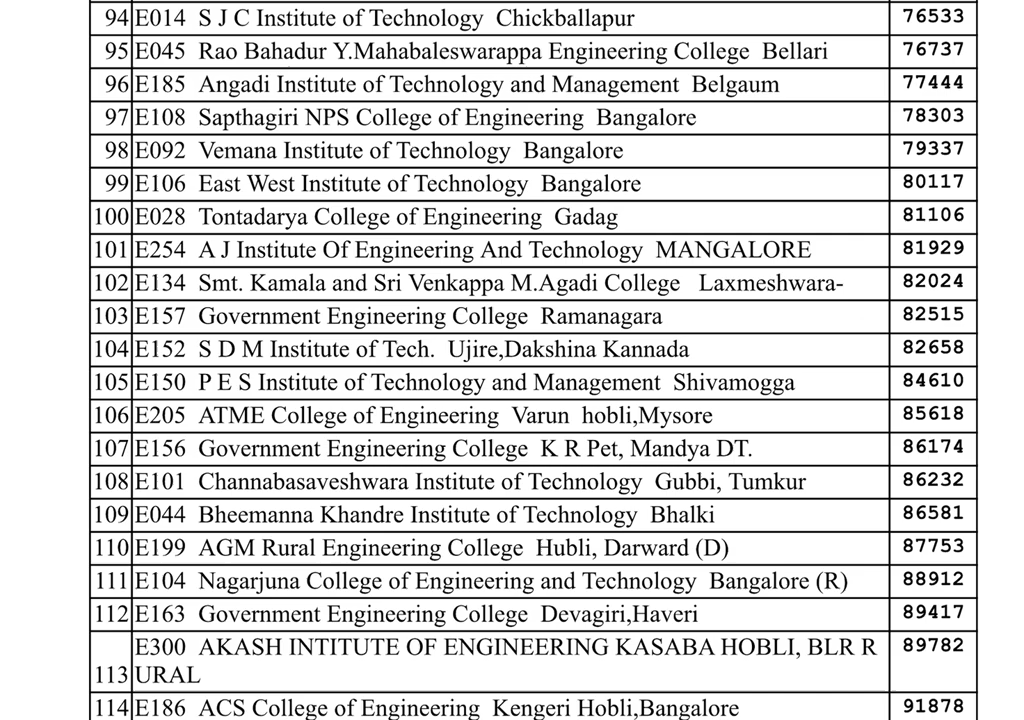 94 E014 S J C Institute of Technology Chickballapur 76533
95 E045 Rao Bahadur Y.Mahabaleswarappa Engineering College Bellari 76737
96 E185 Angadi Institute of Technology and Management Belgaum 77444
97 E108 Sapthagiri NPS College of Engineering Bangalore 78303
98 E092 Vemana Institute of Technology Bangalore 79337
99 E106 East West Institute of Technology Bangalore 80117
100 E028 Tontadarya College of Engineering Gadag 81106
101 E254 A J Institute Of Engineering And Technology MANGALORE 81929
102 E134 Smt. Kamala and Sri Venkappa M.Agadi College Laxmeshwara- 82024
103 E157 Government Engineering College Ramanagara 82515
104 E152 S D M Institute of Tech. Ujire,Dakshina Kannada 82658
105 E150 P E S Institute of Technology and Management Shivamogga 84610
106 E205 ATME College of Engineering Varun hobli,Mysore 85618
107 E156 Government Engineering College K R Pet, Mandya DT. 86174
108 E101 Channabasaveshwara Institute of Technology Gubbi, Tumkur 86232
109 E044 Bheemanna Khandre Institute of Technology Bhalki 86581
110 E199 AGM Rural Engineering College Hubli, Darward (D) 87753
111 E104 Nagarjuna College of Engineering and Technology Bangalore (R) 88912
112 E163 Government Engineering College Devagiri,Haveri 89417
E300 AKASH INTITUTE OF ENGINEERING KASABA HOBLI, BLR R 89782
113 URAL
114 E186 ACS College of Engineering Kengeri Hobli,Bangalore 91878